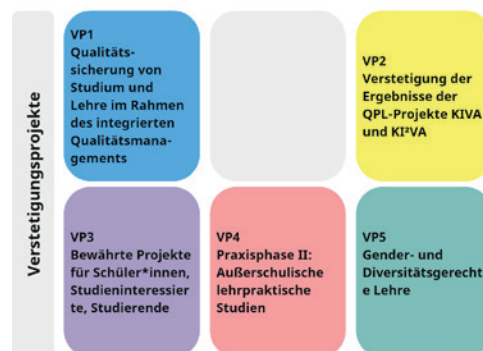 Verstetigungsprojekte
VP1
Qualitäts-
sicherung von
Studium und
Lehre im Rahmen
des integrierten
Qualitätsmana-
gements
VP2
Verstetigung der
Ergebnisse der
QPL-Projekte KIVA
und KI²VA
VP3
Bewährte Projekte
für Schüler*innen,
Studieninteressier
te, Studierende
VP4
Praxisphase II:
Außerschulische
lehrpraktische
Studien
VP5
Gender- und
Diversitätsgerecht
e Lehre